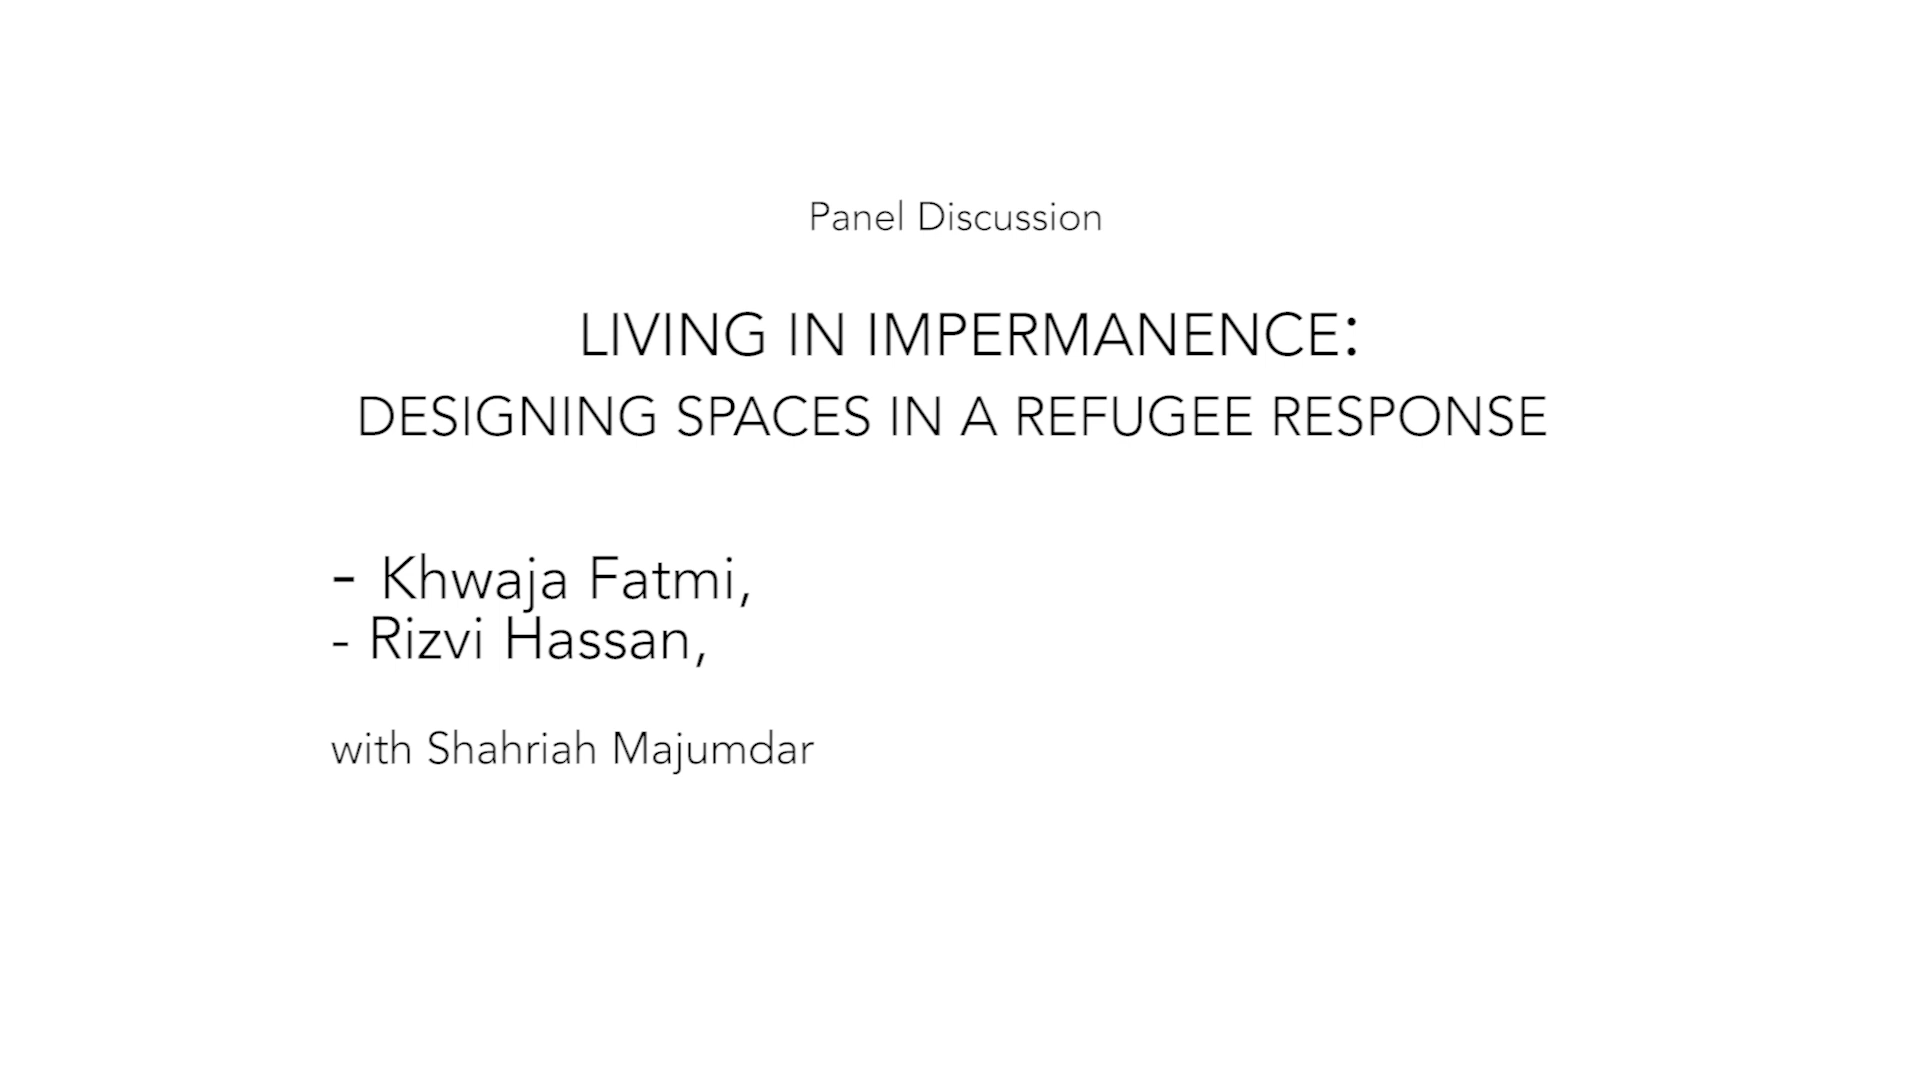 Panel Discussion
LIVING IN IMPERMANENCE:
DESIGNING SPACES IN A REFUGEE RESPONSE
- Khwaja Fatmi,
- Rizvi Hassan,
with Shahriah Majumdar